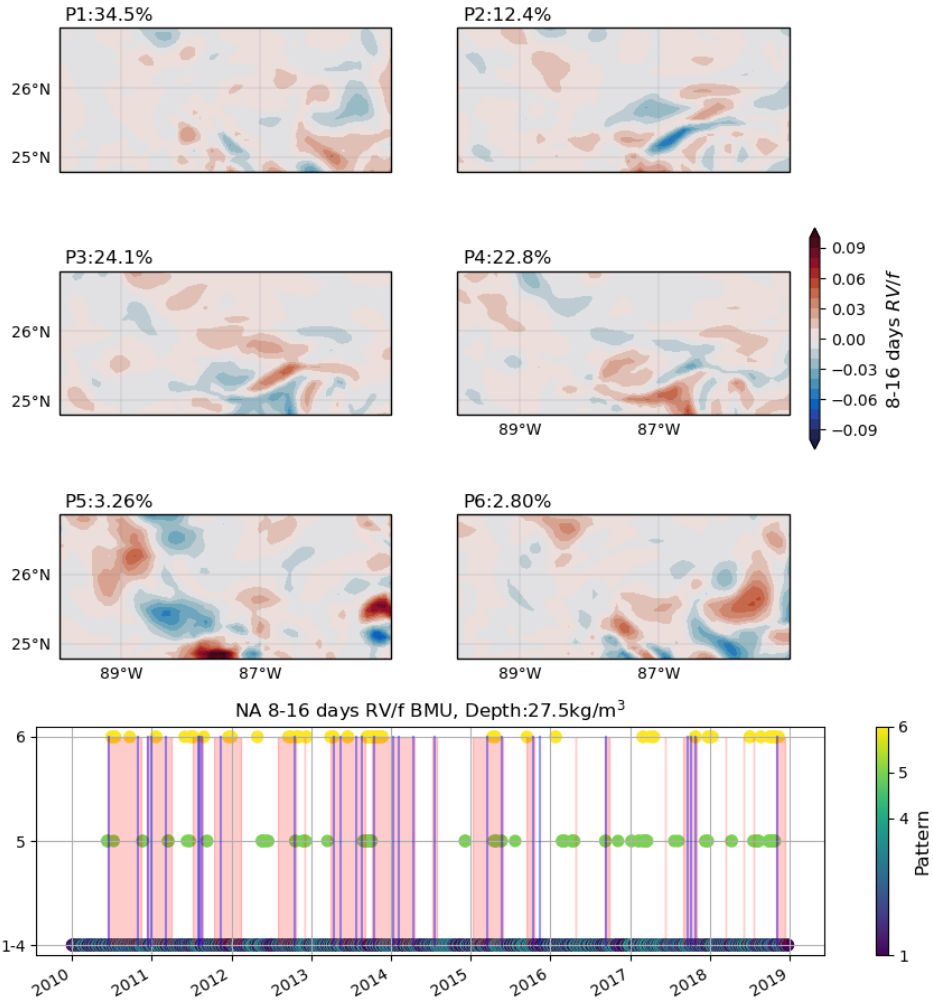 P1:34.5%
P2:12.4%
26°N
25°N
P3:24.1%
P4:22.8%
26°N
25°N
89°W
87°W
0.09
0.06
0.03
0.00
−0.03
−0.06
−0.09
8-16 days RV/f
P5:3.26%
P6:2.80%
26°N
25°N
89°W
87°W
89°W
87°W
NA 8-16 days RV/f BMU, Depth:27.5kg/m³
6
5
1-4
2010
2011
2012
2013
2014
2015
2016
2017
2018
2019
6
5
4
1
Pattern